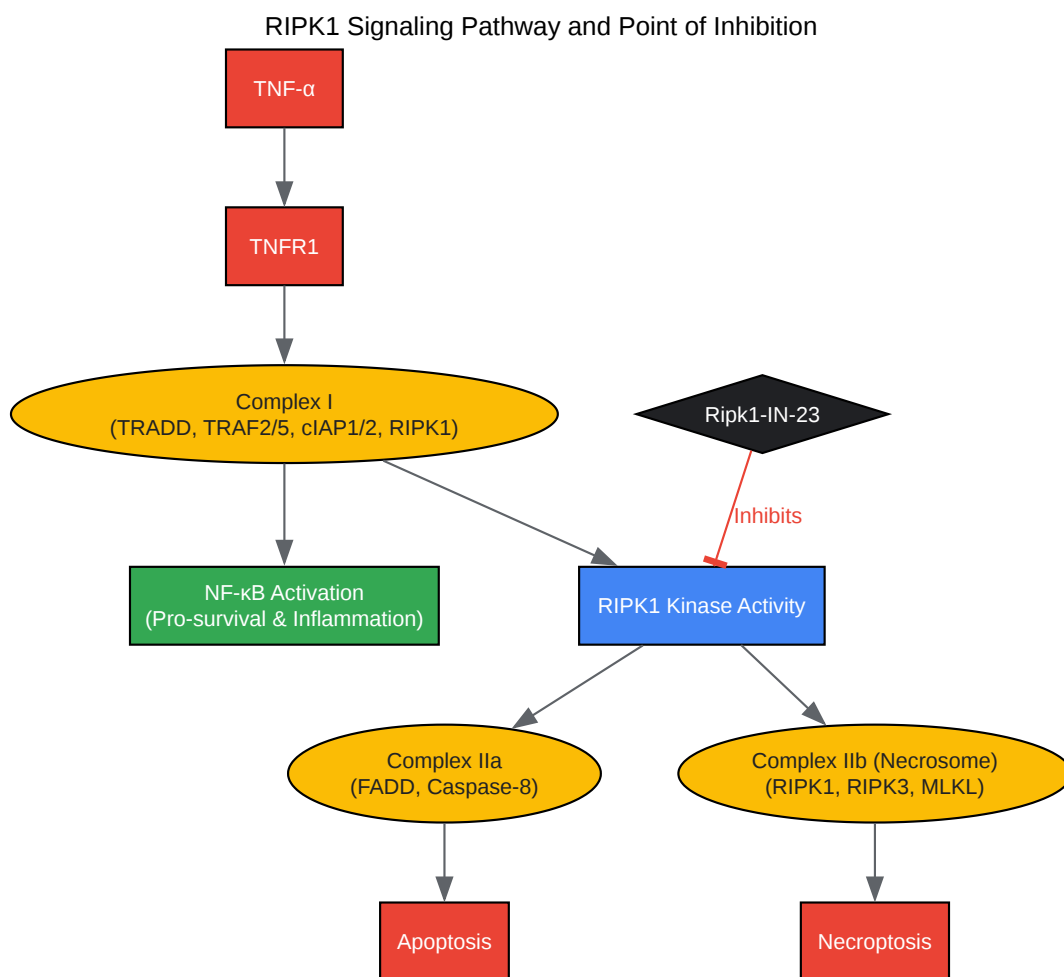 RIPK1 Signaling Pathway and Point of Inhibition
TNF-α
TNFR1
Complex I
(TRADD, TRAF2/5, cIAP1/2, RIPK1)
Ripk1-IN-23
Inhibits
NF-κB Activation
(Pro-survival & Inflammation)
RIPK1 Kinase Activity
Complex IIa
(FADD, Caspase-8)
Complex IIb (Necrosome)
(RIPK1, RIPK3, MLKL)
Apoptosis
Necroptosis